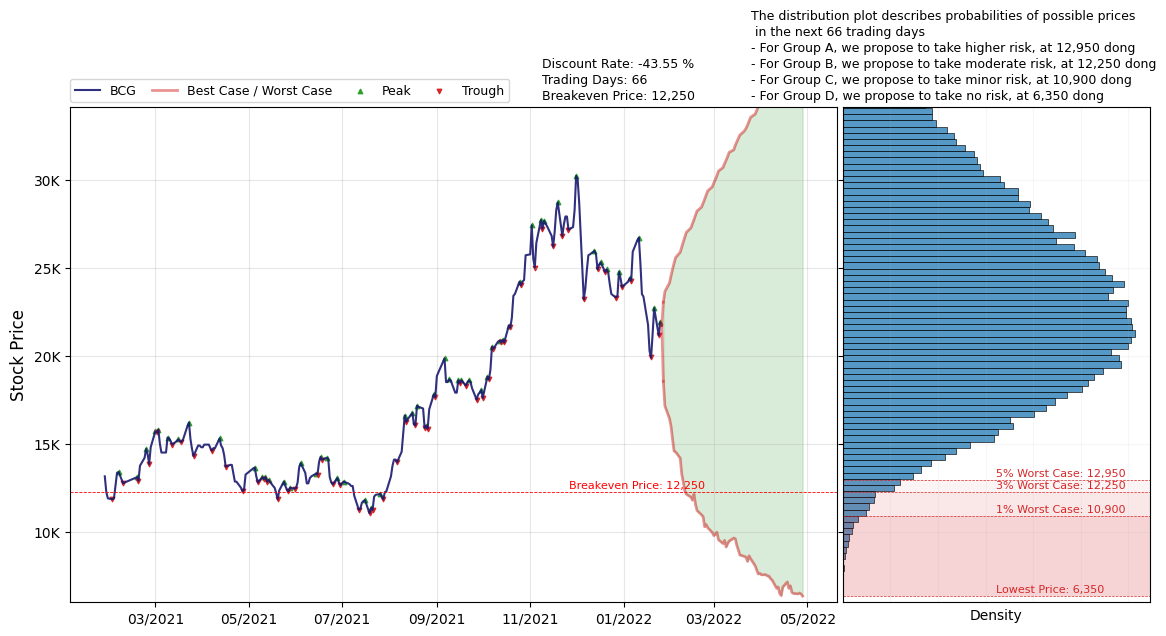 The distribution plot describes probabilities of possible prices
in the next 66 trading days
- For Group A, we propose to take higher risk, at 12,950 dong
- For Group B, we propose to take moderate risk, at 12,250 dong
- For Group C, we propose to take minor risk, at 10,900 dong
- For Group D, we propose to take no risk, at 6,350 dong
Discount Rate: -43.55 %
Trading Days: 66
Breakeven Price: 12,250
BCG
Best Case / Worst Case
Peak
Trough
Stock Price
30K
25K
20K
15K
10K
Breakeven Price: 12,250
5% Worst Case: 12,950
3% Worst Case: 12,250
1% Worst Case: 10,900
Lowest Price: 6,350
03/2021
05/2021
07/2021
09/2021
11/2021
01/2022
03/2022
05/2022
Density